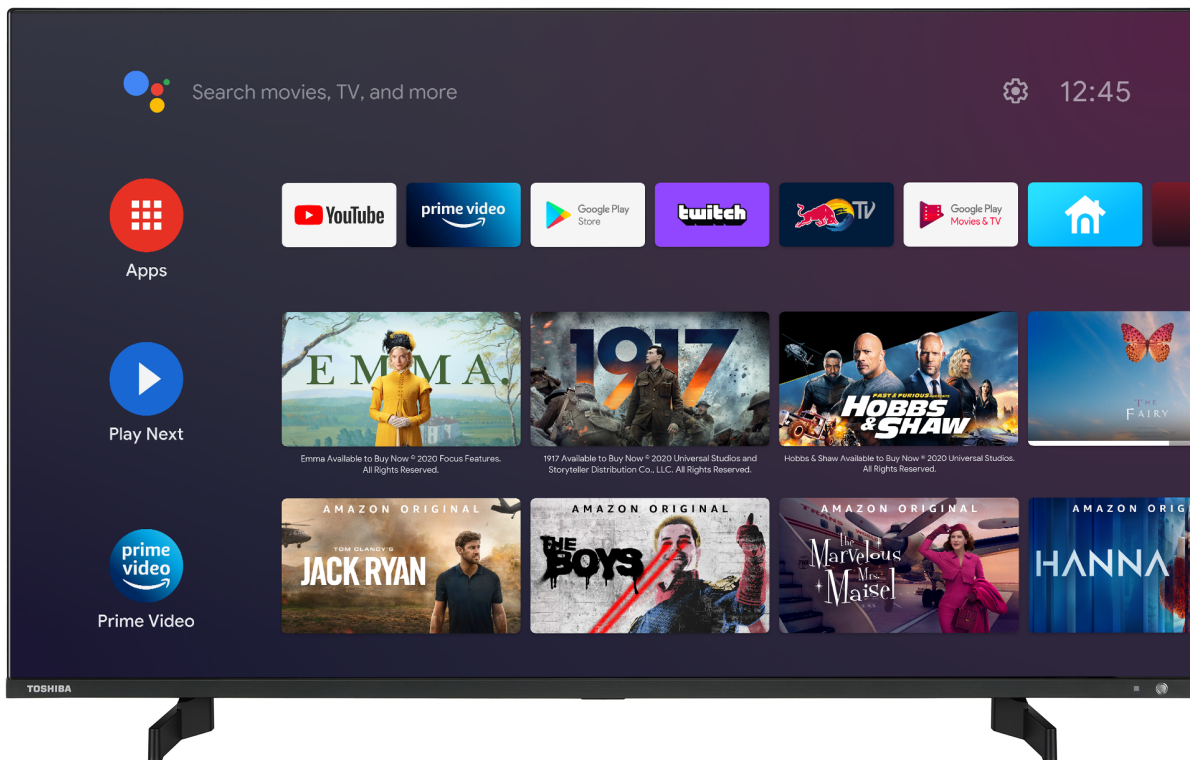 Search movies, TV, and more
12:45
YouTube
prime video
Google Play
Store
twitch
TV
Google Play
Movies & TV
Apps
EMMA.
1917
FAST & FURIOUS PRESENTS
HOBBS
& SHAW
THE
FAIRY
Play Next
Emma Available to Buy Now © 2020 Focus Features.
All Rights Reserved.
1917 Available to Buy Now © 2020 Universal Studios and
Storyteller Distribution Co., LLC. All Rights Reserved.
Hobbs & Shaw Available to Buy Now © 2020 Universal Studios.
All Rights Reserved.
AMAZON ORIGINAL
TOM CLANCY'S
JACK RYAN
AMAZON ORIGINAL
THE
BOYS
AMAZON ORIGINAL
The
Marvelous
Mrs.
Maisel
AMAZON ORIG
HANNA
prime
video
Prime Video
TOSHIBA